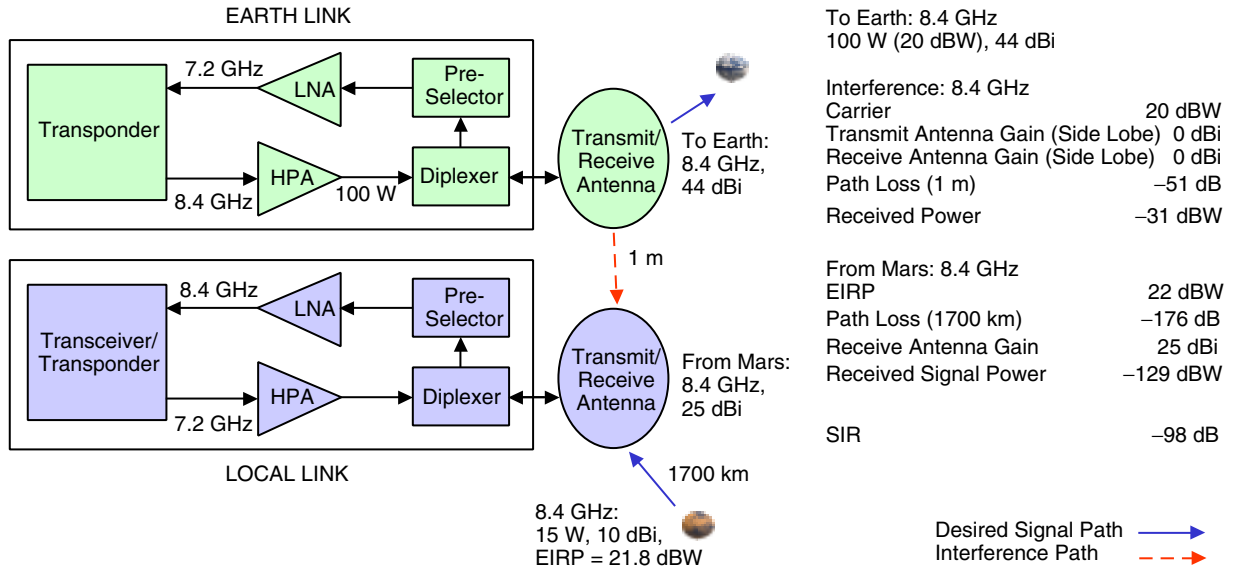 EARTH LINK
7.2 GHz
LNA
Pre-
Selector
Transponder
8.4 GHz
HPA
100 W
Diplexer
Transmit/
Receive
Antenna
To Earth:
8.4 GHz,
44 dBi
1 m
8.4 GHz
LNA
Pre-
Selector
Transceiver/
Transponder
7.2 GHz
HPA
Diplexer
Transmit/
Receive
Antenna
From Mars:
8.4 GHz,
25 dBi
LOCAL LINK
1700 km
8.4 GHz:
15 W, 10 dBi,
EIRP = 21.8 dBW
To Earth: 8.4 GHz
100 W (20 dBW), 44 dBi
Interference: 8.4 GHz
Carrier 20 dBW
Transmit Antenna Gain (Side Lobe) 0 dBi
Receive Antenna Gain (Side Lobe) 0 dBi
Path Loss (1 m) −51 dB
Received Power −31 dBW
From Mars: 8.4 GHz
EIRP 22 dBW
Path Loss (1700 km) −176 dB
Receive Antenna Gain 25 dBi
Received Signal Power −129 dBW
SIR −98 dB
Desired Signal Path
Interference Path